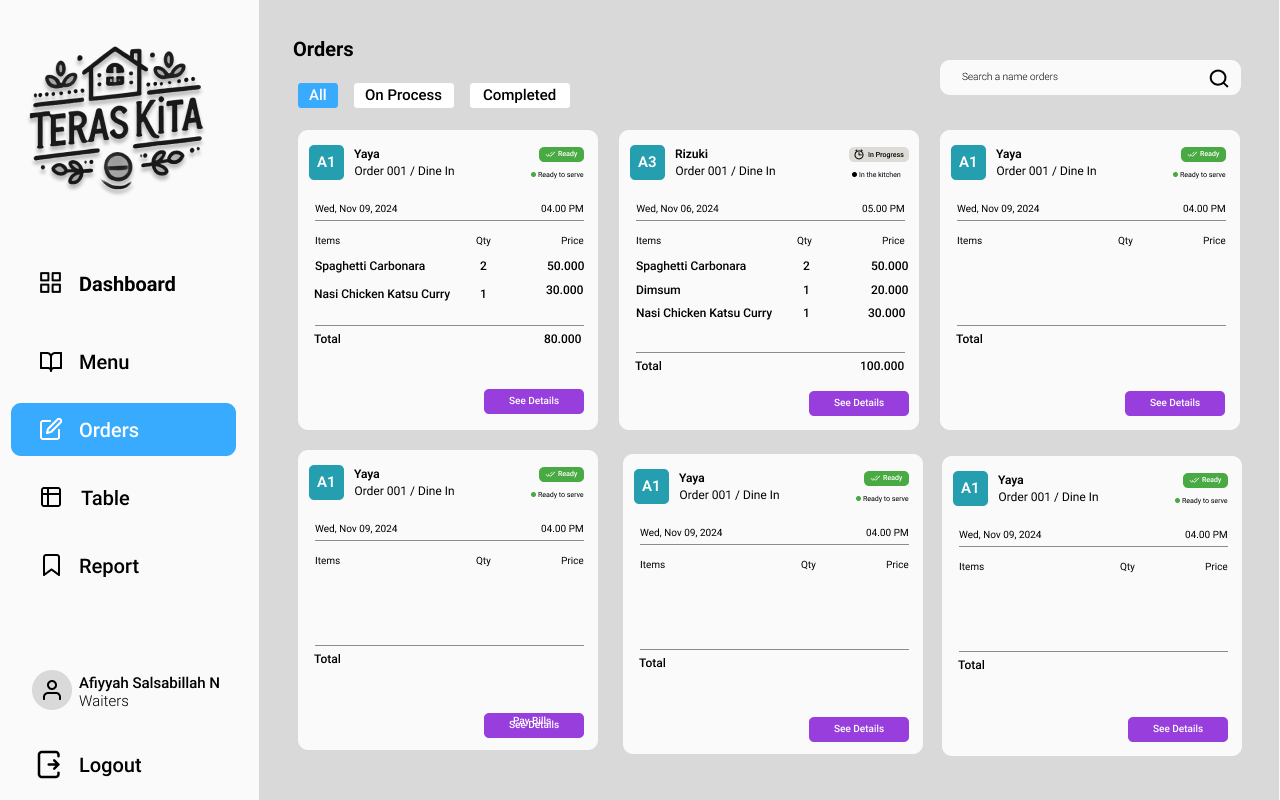 TERAS KITA
Dashboard
Menu
Orders
Table
Report
Afiyyah Salsabillah N
Waiters
Logout
Orders
All On Process Completed
Search a name orders
A1 Yaya Ready
Order 001 / Dine In Ready to serve
Wed, Nov 09, 2024 04.00 PM
Items Qty Price
Spaghetti Carbonara 2 50.000
Nasi Chicken Katsu Curry 1 30.000
Total 80.000
See Details
A3 Rizuki In Progress
Order 001 / Dine In In the kitchen
Wed, Nov 06, 2024 05.00 PM
Items Qty Price
Spaghetti Carbonara 2 50.000
Dimsum 1 20.000
Nasi Chicken Katsu Curry 1 30.000
Total 100.000
See Details
A1 Yaya Ready
Order 001 / Dine In Ready to serve
Wed, Nov 09, 2024 04.00 PM
Items Qty Price
Total
See Details
A1 Yaya Ready
Order 001 / Dine In Ready to serve
Wed, Nov 09, 2024 04.00 PM
Items Qty Price
Total
Pay Bills
See Details
A1 Yaya Ready
Order 001 / Dine In Ready to serve
Wed, Nov 09, 2024 04.00 PM
Items Qty Price
Total
See Details
A1 Yaya Ready
Order 001 / Dine In Ready to serve
Wed, Nov 09, 2024 04.00 PM
Items Qty Price
Total
See Details